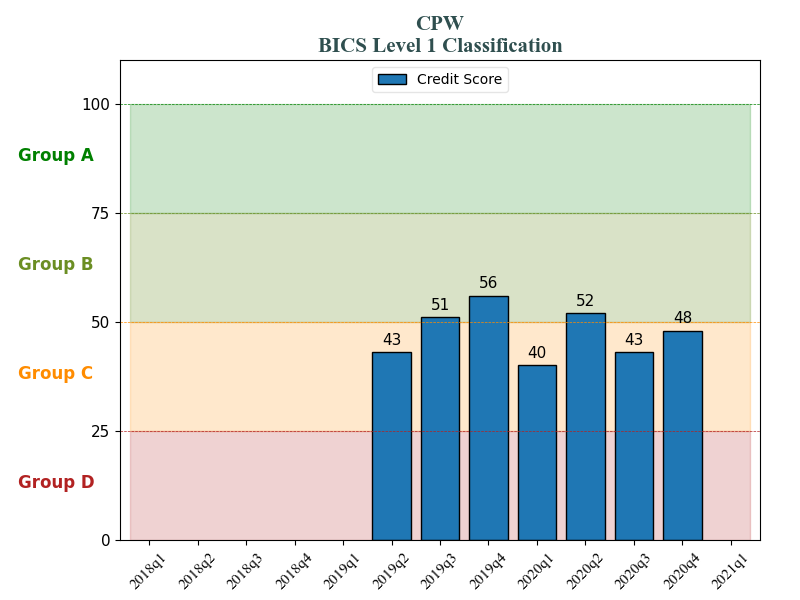 CPW
BICS Level 1 Classification
Credit Score
100
Group A
75
Group B
56
51
52
50
48
43
43
40
Group C
25
Group D
0
2018q1
2018q2
2018q3
2018q4
2019q1
2019q2
2019q3
2019q4
2020q1
2020q2
2020q3
2020q4
2021q1